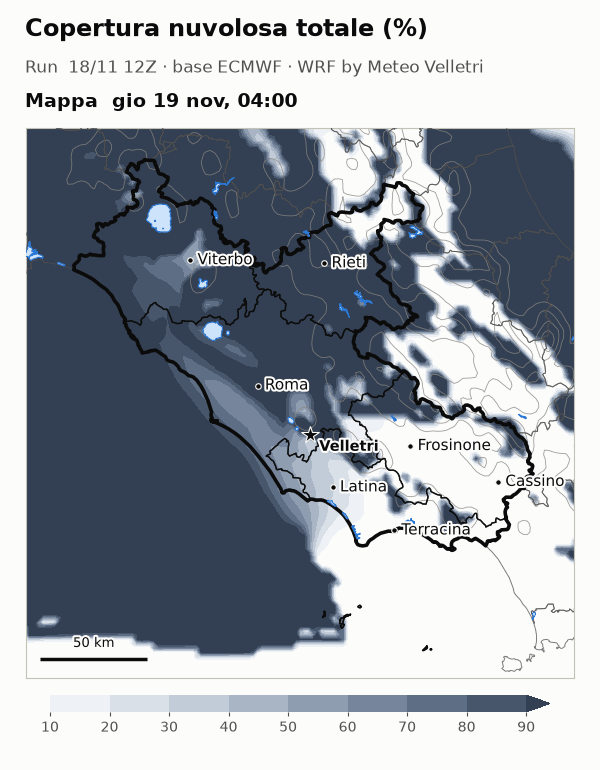 Copertura nuvolosa totale (%)
Run  18/11 12Z · base ECMWF · WRF by Meteo Velletri
Mappa  gio 19 nov, 04:00
Viterbo
Rieti
Roma
Velletri
Frosinone
Cassino
Latina
Terracina
50 km
10 20 30 40 50 60 70 80 90